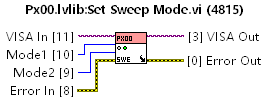 Px00.lvlib:Set Sweep Mode.vi (4815)
VISA In [11]
Mode1 [10]
Mode2 [9]
Error In [8]
PX00
SWE
[3] VISA Out
[0] Error Out